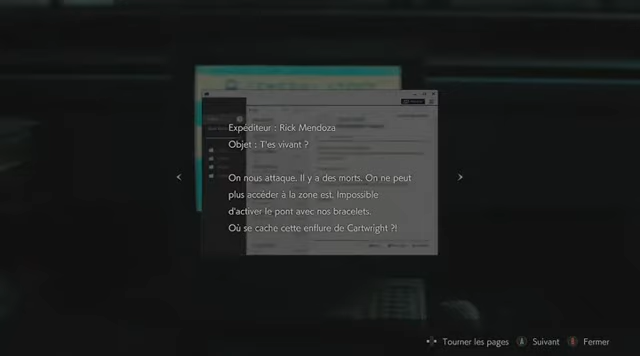 Expéditeur : Rick Mendoza
Objet : T'es vivant ?
On nous attaque. Il y a des morts. On ne peut
plus accéder à la zone est. Impossible
d'activer le pont avec nos bracelets.
Où se cache cette enflure de Cartwright ?!
Tourner les pages A Suivant B Fermer